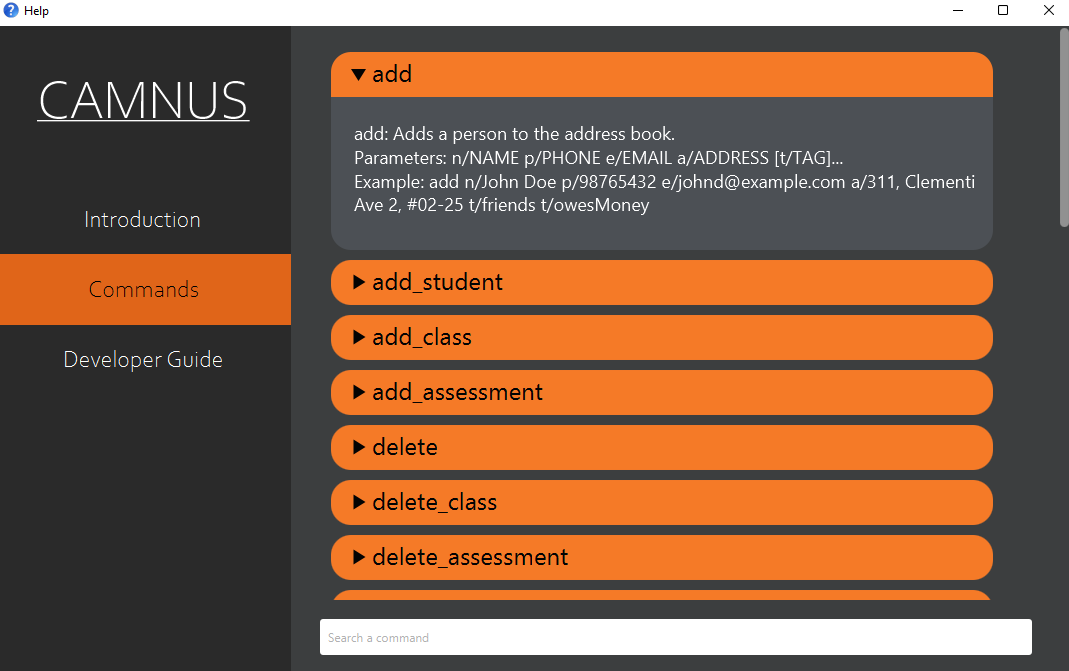 Help
CAMNUS
Introduction
Commands
Developer Guide
add
add: Adds a person to the address book.
Parameters: n/NAME p/PHONE e/EMAIL a/ADDRESS [t/TAG]...
Example: add n/John Doe p/98765432 e/johnd@example.com a/311, Clementi
Ave 2, #02-25 t/friends t/owesMoney
add_student
add_class
add_assessment
delete
delete_class
delete_assessment
Search a command